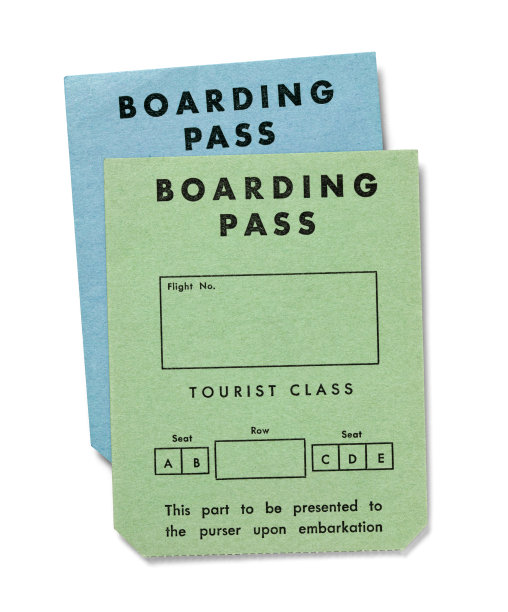 BOARDING
PASS
BOARDING
PASS
Flight No.
TOURIST CLASS
Seat Row Seat
A B C D E
This part to be presented to
the purser upon embarkation